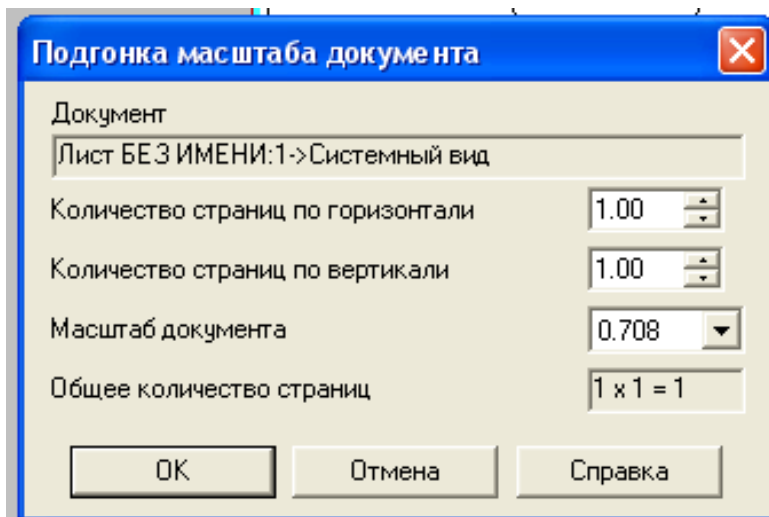 Подгонка масштаба документа
Документ
Лист БЕЗ ИМЕНИ:1->Системный вид
Количество страниц по горизонтали 1.00
Количество страниц по вертикали 1.00
Масштаб документа 0.708
Общее количество страниц 1 x 1 = 1
OK Отмена Справка